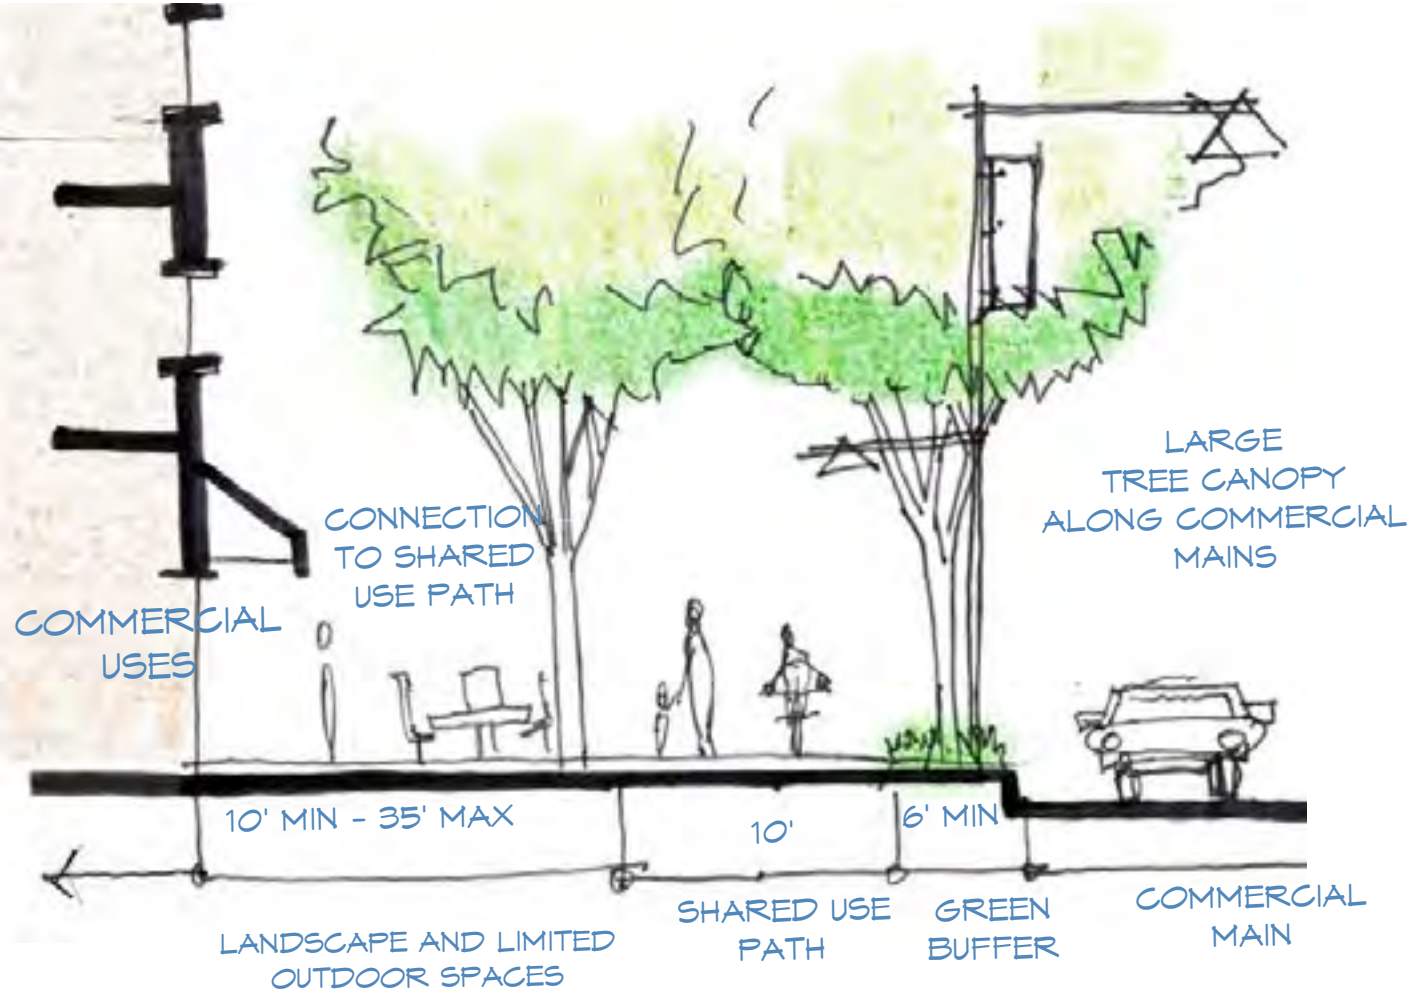 LARGE
TREE CANOPY
ALONG COMMERCIAL
MAINS
CONNECTION
TO SHARED
USE PATH
COMMERCIAL
USES
10' MIN - 35' MAX
10'
6' MIN
LANDSCAPE AND LIMITED
OUTDOOR SPACES
SHARED USE
PATH
GREEN
BUFFER
COMMERCIAL
MAIN